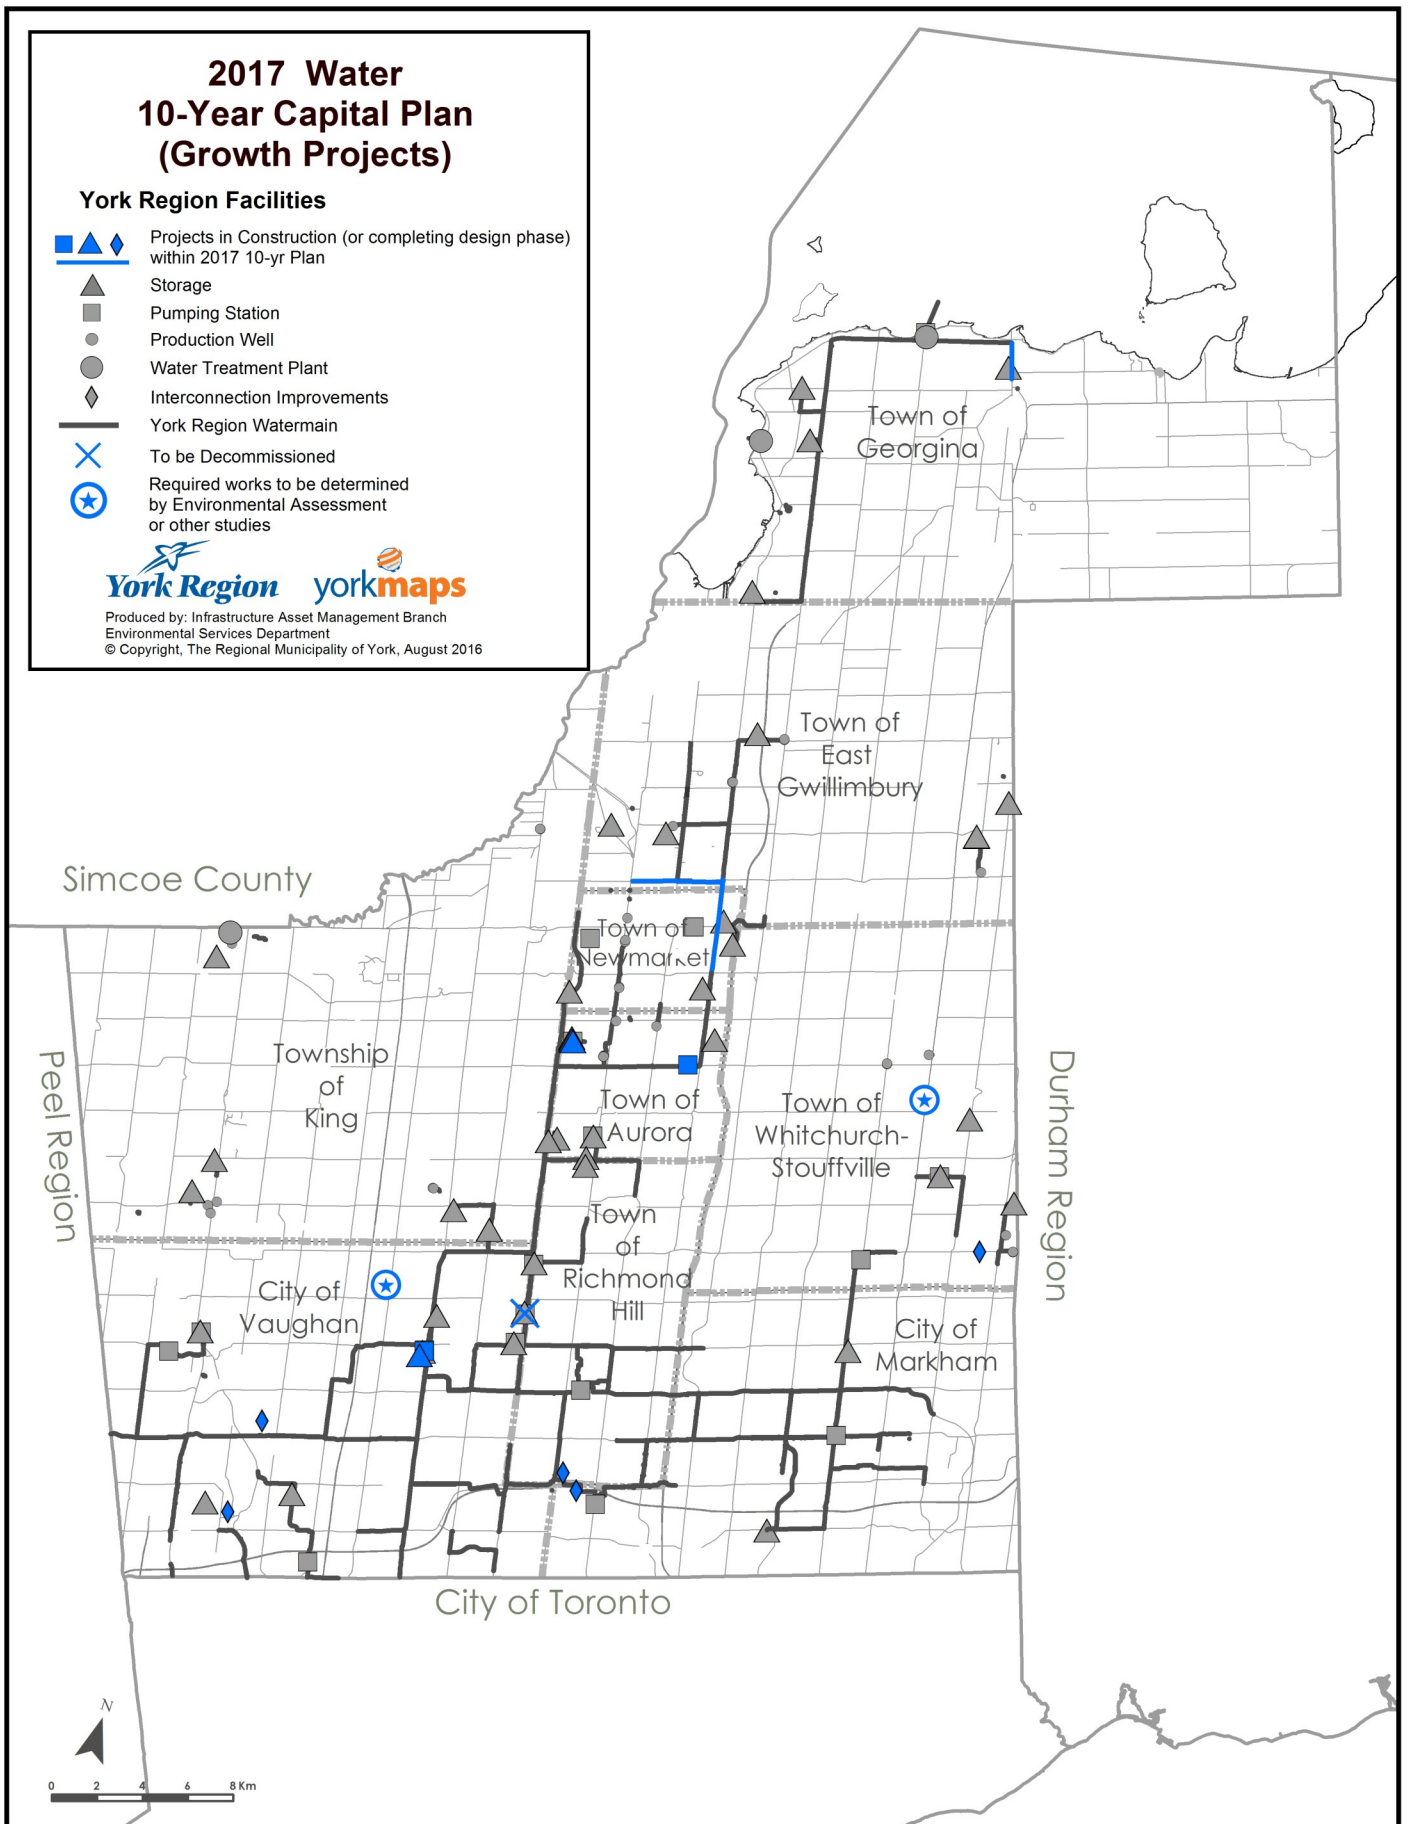 2017 Water
10-Year Capital Plan
(Growth Projects)
York Region Facilities
Projects in Construction (or completing design phase)
within 2017 10-yr Plan
Storage
Pumping Station
Production Well
Water Treatment Plant
Interconnection Improvements
York Region Watermain
To be Decommissioned
Required works to be determined
by Environmental Assessment
or other studies
York Region
yorkmaps
Produced by: Infrastructure Asset Management Branch
Environmental Services Department
© Copyright, The Regional Municipality of York, August 2016
Town of
Georgina
Town of
East
Gwillimbury
Simcoe County
Town of
Newmarket
Township
of
King
Peel Region
Town of
Aurora
Town of
Whitchurch-
Stouffville
Durham Region
Town
of
Richmond
Hill
City of
Vaughan
City of
Markham
City of Toronto
N
0 2 4 6 8 Km